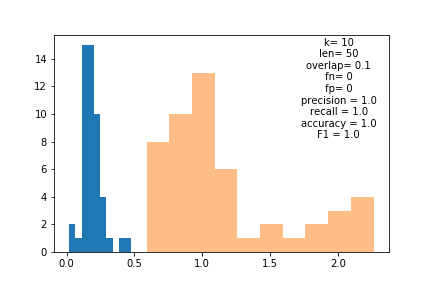 k= 10
len= 50
overlap= 0.1
fn= 0
fp= 0
precision = 1.0
recall = 1.0
accuracy = 1.0
F1 = 1.0
14
12
10
8
6
4
2
0
0.0 0.5 1.0 1.5 2.0